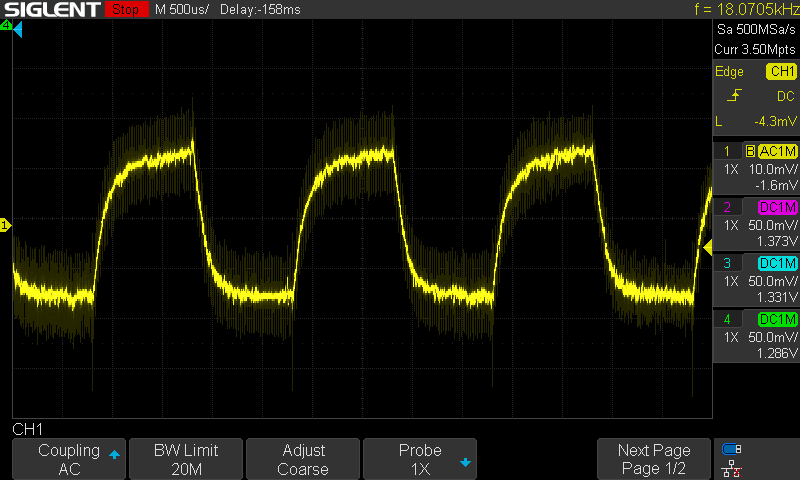 SIGLENT Stop M 500us/ Delay:-158ms f = 18.0705kHz
Sa 500MSa/s
Curr 3.50Mpts
Edge CH1
DC
L -4.3mV
1 B AC1M
1X 10.0mV/
-1.6mV
2 DC1M
1X 50.0mV/
1.373V
3 DC1M
1X 50.0mV/
1.331V
4 DC1M
1X 50.0mV/
1.286V
4
1
CH1
Coupling
AC
BW Limit
20M
Adjust
Coarse
Probe
1X
Next Page
Page 1/2